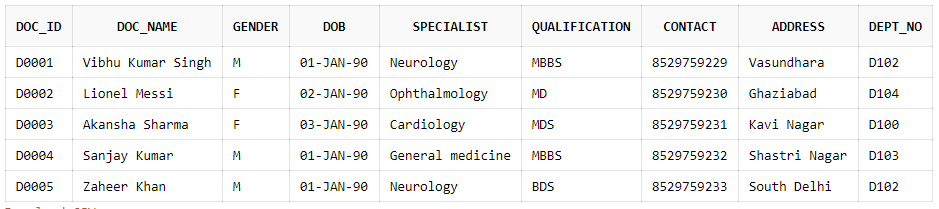 DOC_ID DOC_NAME GENDER DOB SPECIALIST QUALIFICATION CONTACT ADDRESS DEPT_NO
D0001 Vibhu Kumar Singh M 01-JAN-90 Neurology MBBS 8529759229 Vasundhara D102
D0002 Lionel Messi F 02-JAN-90 Ophthalmology MD 8529759230 Ghaziabad D104
D0003 Akansha Sharma F 03-JAN-90 Cardiology MDS 8529759231 Kavi Nagar D100
D0004 Sanjay Kumar M 01-JAN-90 General medicine MBBS 8529759232 Shastri Nagar D103
D0005 Zaheer Khan M 01-JAN-90 Neurology BDS 8529759233 South Delhi D102